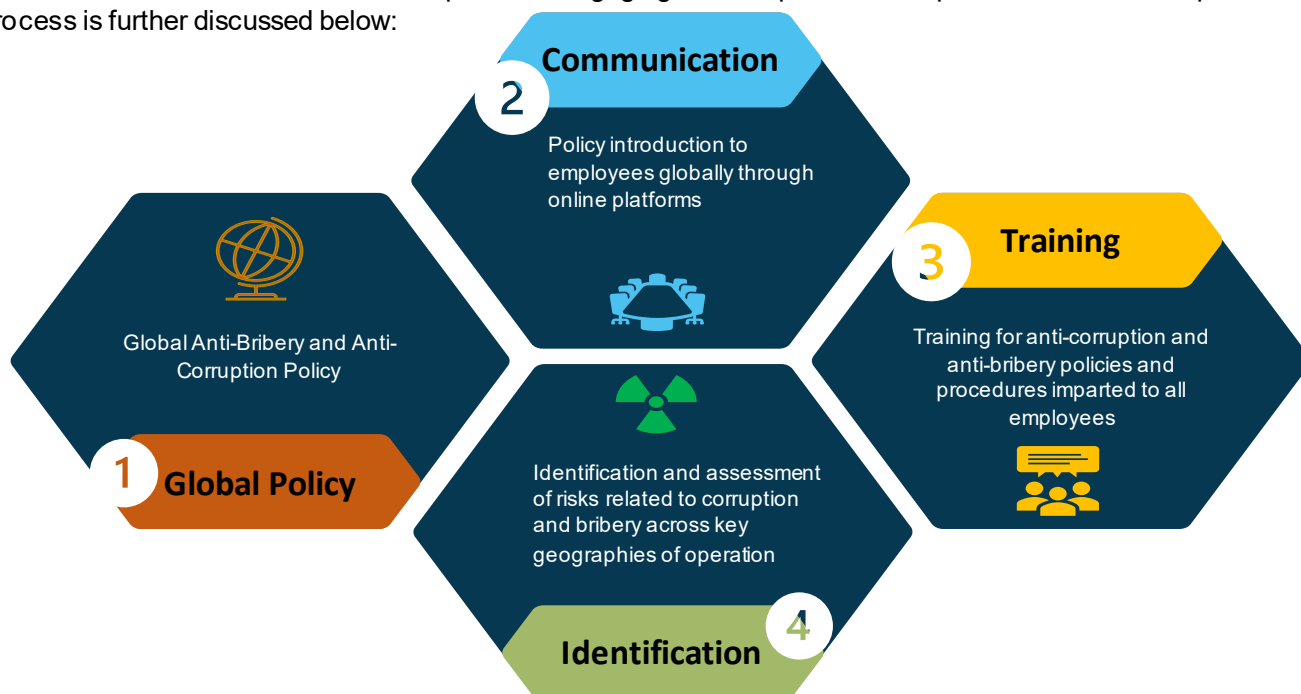 rocess is further discussed below:
Global Anti-Bribery and Anti-
Corruption Policy
1
Global Policy
Communication
2
Policy introduction to
employees globally through
online platforms
Training
3
Training for anti-corruption and
anti-bribery policies and
procedures imparted to all
employees
Identification and assessment
of risks related to corruption
and bribery across key
geographies of operation
4
Identification